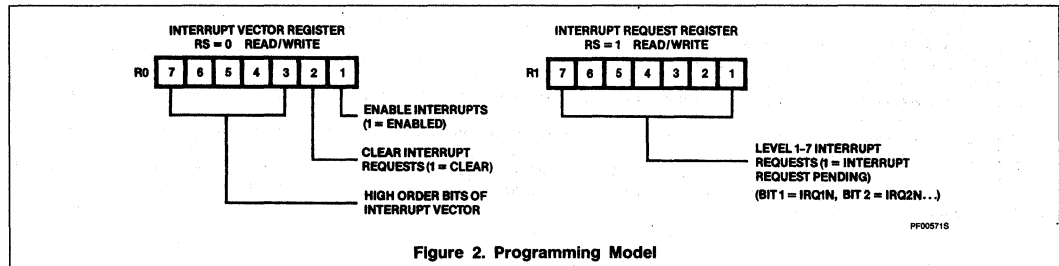 INTERRUPT VECTOR REGISTER
RS = 0 READ/WRITE
R0 7 6 5 4 3 2 1
ENABLE INTERRUPTS
(1 = ENABLED)
CLEAR INTERRUPT
REQUESTS (1 = CLEAR)
HIGH ORDER BITS OF
INTERRUPT VECTOR
INTERRUPT REQUEST REGISTER
RS = 1 READ/WRITE
R1 7 6 5 4 3 2 1
LEVEL 1–7 INTERRUPT
REQUESTS (1 = INTERRUPT
REQUEST PENDING)
(BIT 1 = IRQ1N, BIT 2 = IRQ2N...)
PF00571S
Figure 2. Programming Model